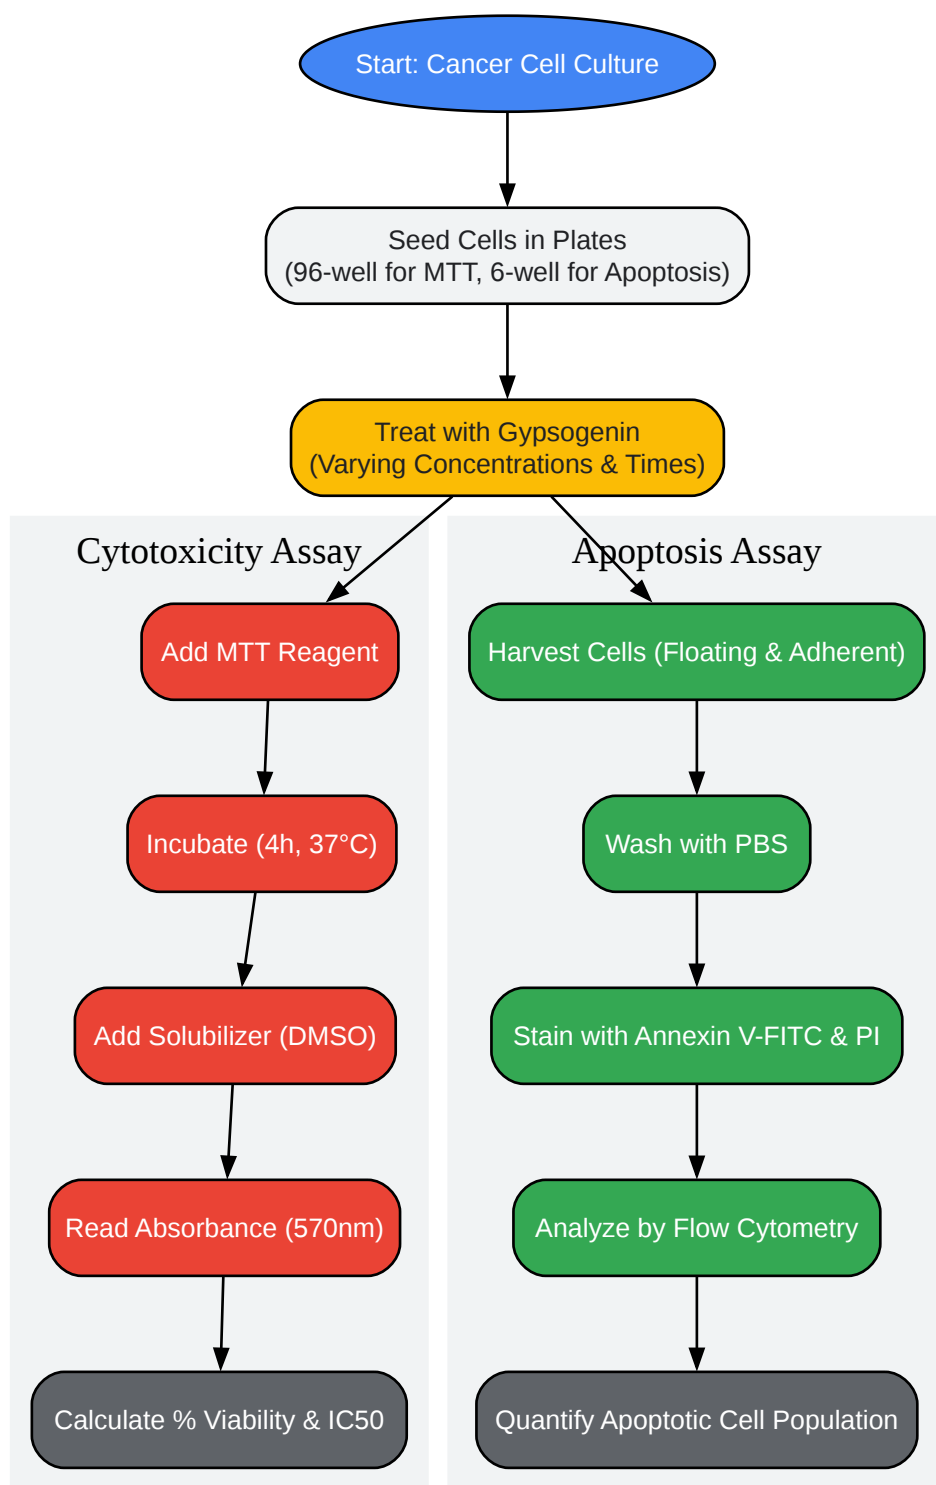 Start: Cancer Cell Culture
Seed Cells in Plates
(96-well for MTT, 6-well for Apoptosis)
Treat with Gypsogenin
(Varying Concentrations & Times)
Cytotoxicity Assay
Add MTT Reagent
Incubate (4h, 37°C)
Add Solubilizer (DMSO)
Read Absorbance (570nm)
Calculate % Viability & IC50
Apoptosis Assay
Harvest Cells (Floating & Adherent)
Wash with PBS
Stain with Annexin V-FITC & PI
Analyze by Flow Cytometry
Quantify Apoptotic Cell Population